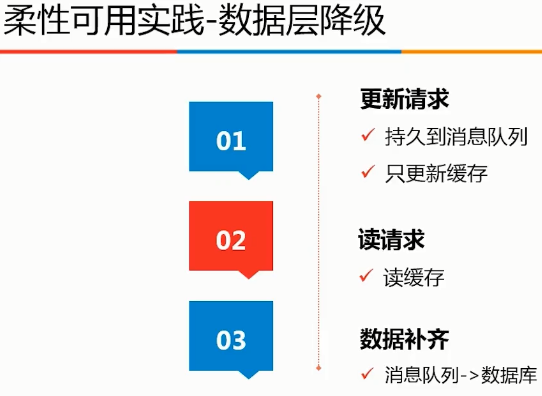 柔性可用实践-数据层降级
01
更新请求
✓ 持久到消息队列
✓ 只更新缓存
02
读请求
✓ 读缓存
03
数据补齐
✓ 消息队列->数据库